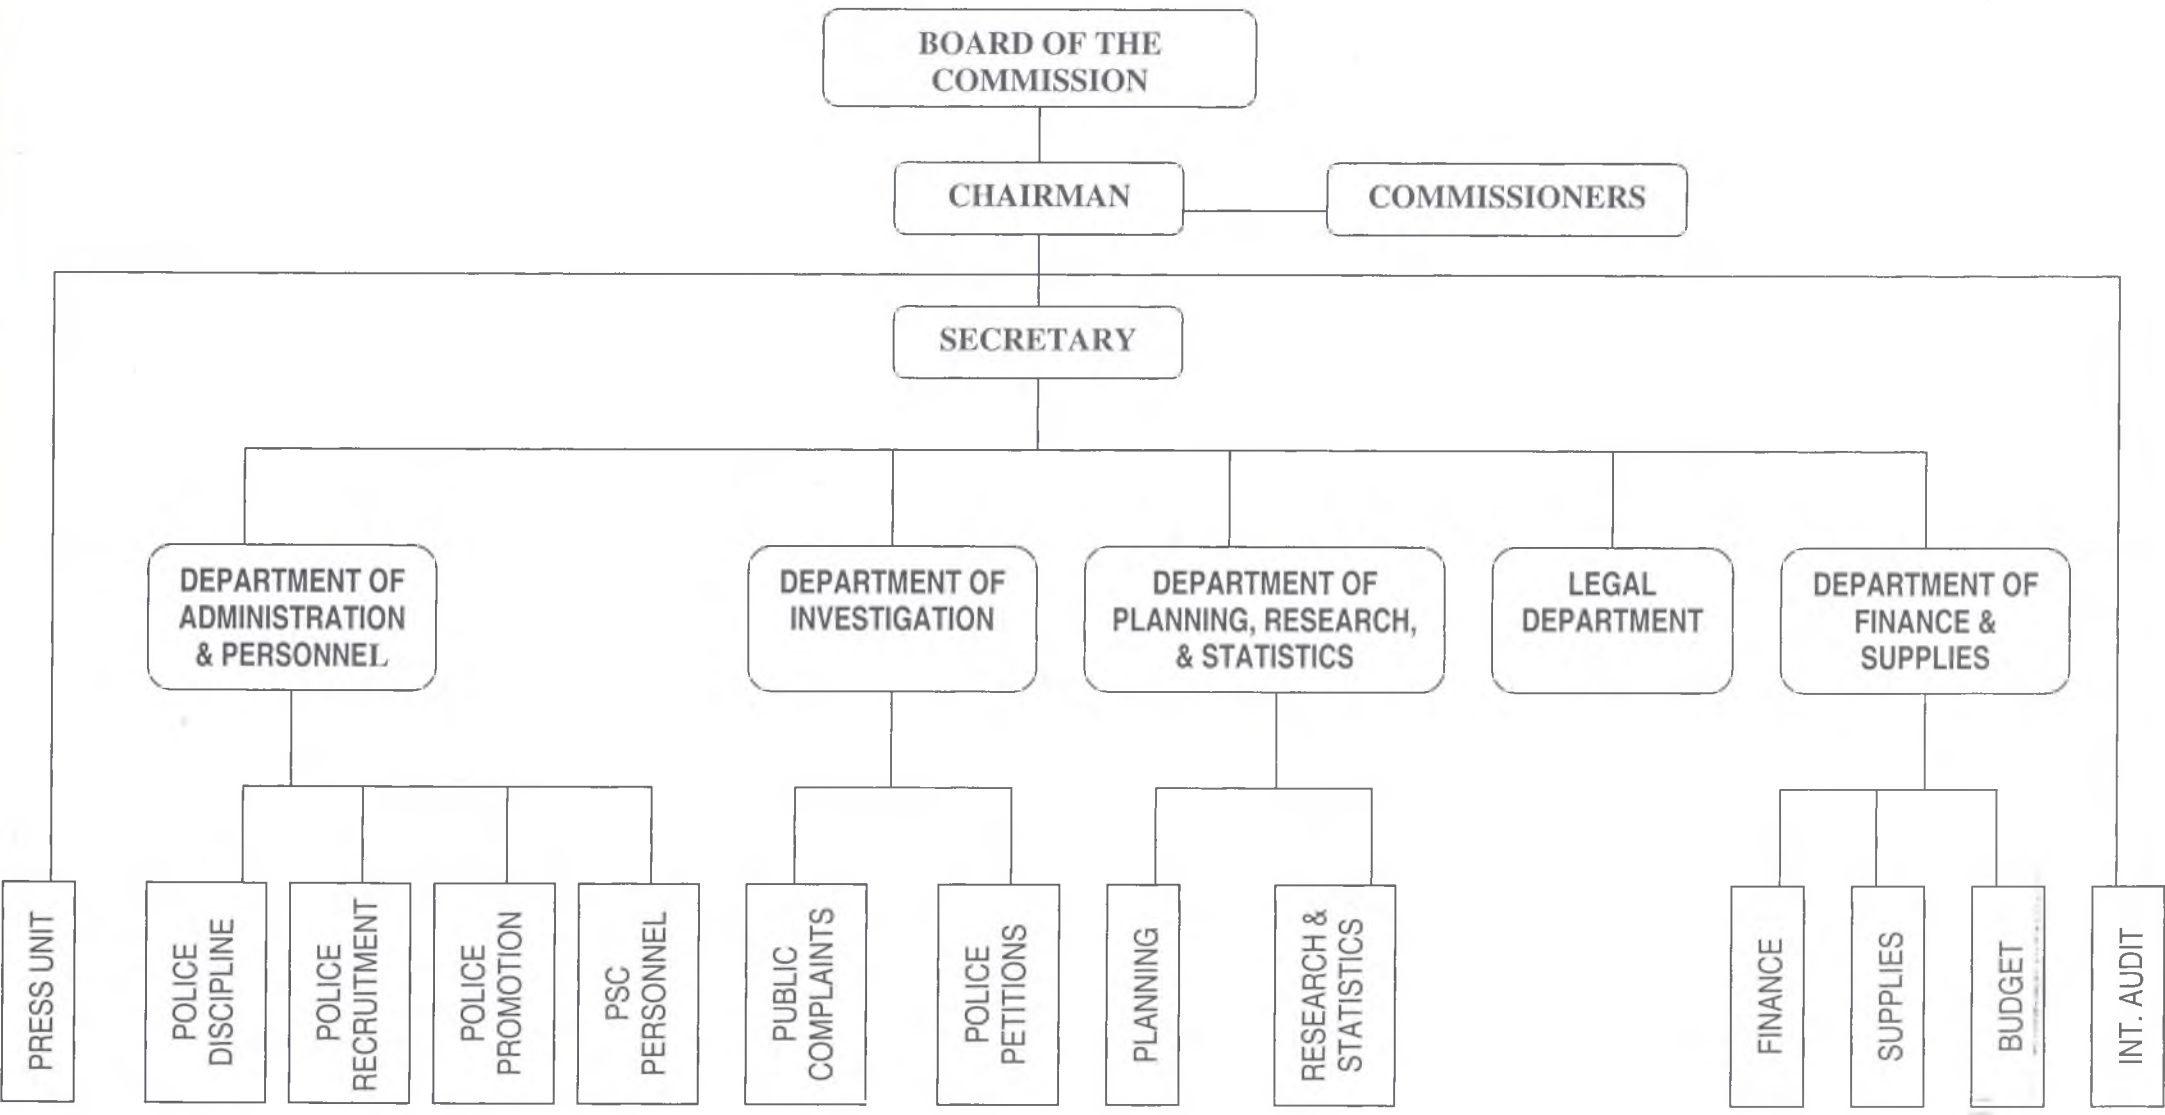 BOARD OF THE
COMMISSION
CHAIRMAN
COMMISSIONERS
SECRETARY
DEPARTMENT OF
ADMINISTRATION
& PERSONNEL
DEPARTMENT OF
INVESTIGATION
DEPARTMENT OF
PLANNING, RESEARCH,
& STATISTICS
LEGAL
DEPARTMENT
DEPARTMENT OF
FINANCE &
SUPPLIES
PRESS UNIT
POLICE
DISCIPLINE
POLICE
RECRUITMENT
POLICE
PROMOTION
PSC
PERSONNEL
PUBLIC
COMPLAINTS
POLICE
PETITIONS
PLANNING
RESEARCH &
STATISTICS
FINANCE
SUPPLIES
BUDGET
INT. AUDIT